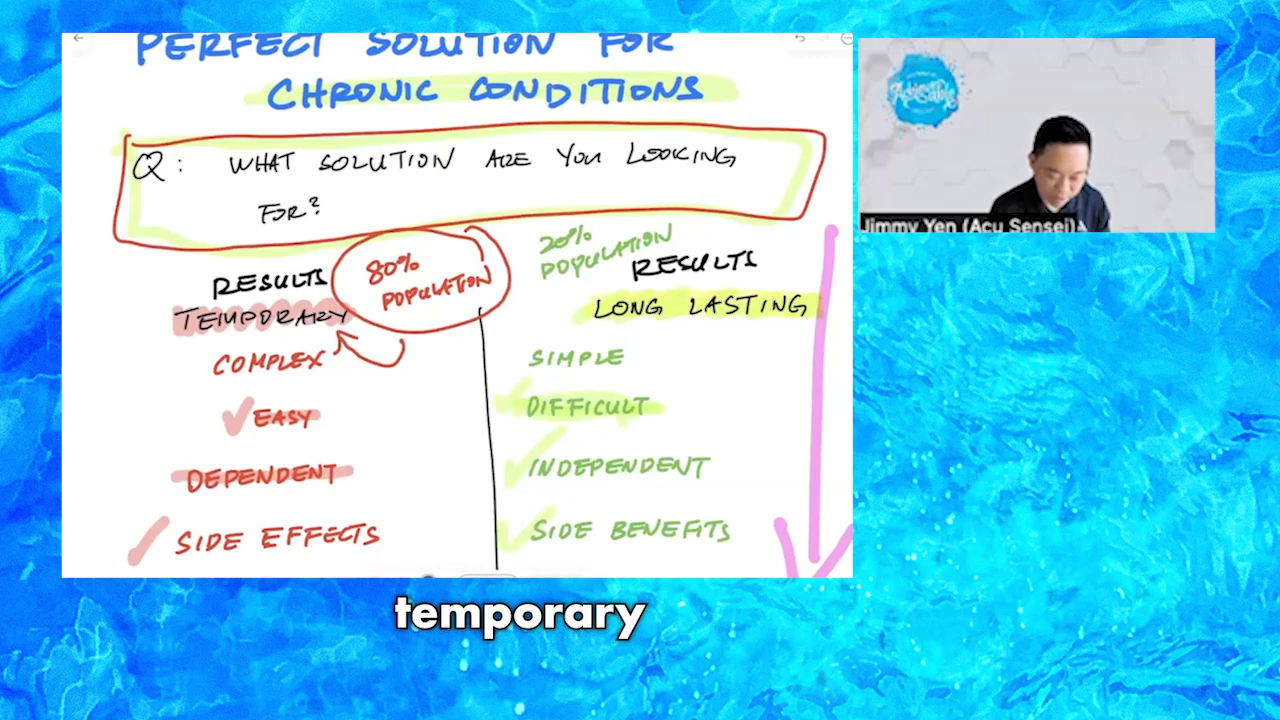 PERFECT SOLUTION FOR
CHRONIC CONDITIONS
Q: WHAT SOLUTION ARE YOU LOOKING
FOR?
80%
POPULATION
20%
POPULATION
RESULTS
TEMPORARY
COMPLEX
EASY
DEPENDENT
SIDE EFFECTS
RESULTS
LONG LASTING
SIMPLE
DIFFICULT
INDEPENDENT
SIDE BENEFITS
Jimmy Yen (Acu Sensei)
temporary